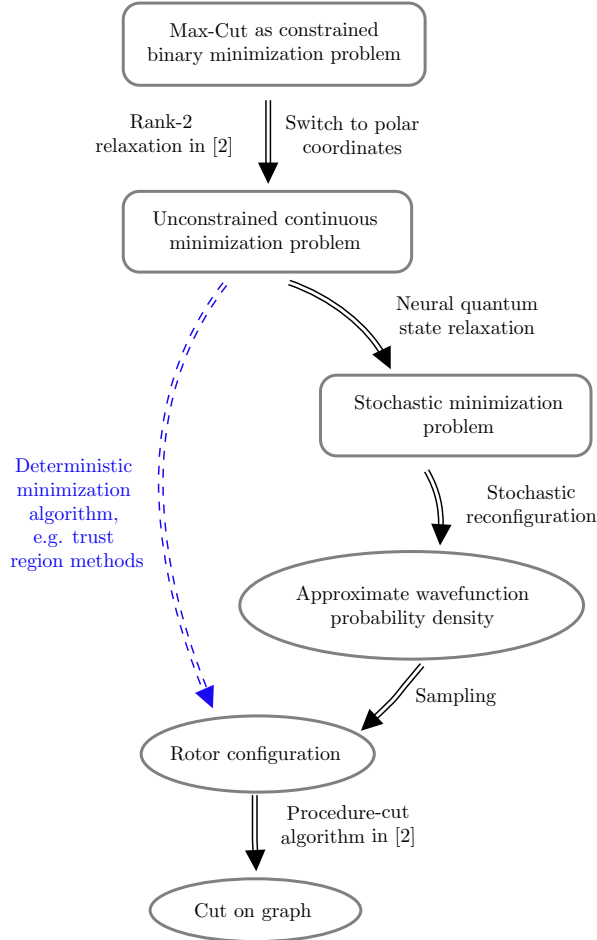 Max-Cut as constrained
binary minimization problem
Rank-2
relaxation in [2]
Switch to polar
coordinates
Unconstrained continuous
minimization problem
Neural quantum
state relaxation
Stochastic minimization
problem
Deterministic
minimization
algorithm,
e.g. trust
region methods
Stochastic
reconfiguration
Approximate wavefunction
probability density
Sampling
Rotor configuration
Procedure-cut
algorithm in [2]
Cut on graph